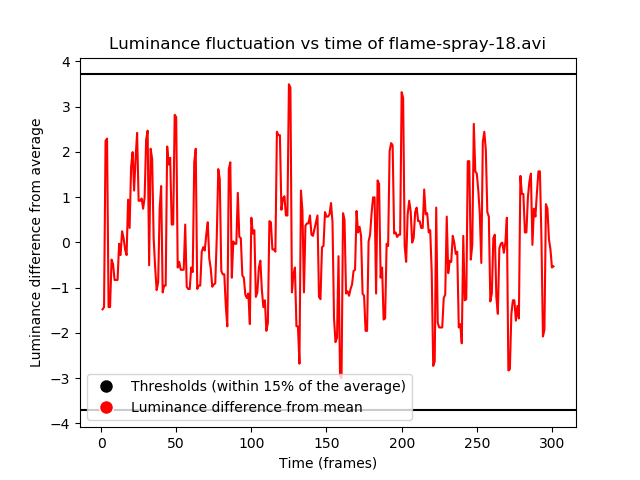 Luminance fluctuation vs time of flame-spray-18.avi
Luminance difference from average
4
3
2
1
0
−1
−2
−3
−4
Thresholds (within 15% of the average)
Luminance difference from mean
0 50 100 150 200 250 300
Time (frames)